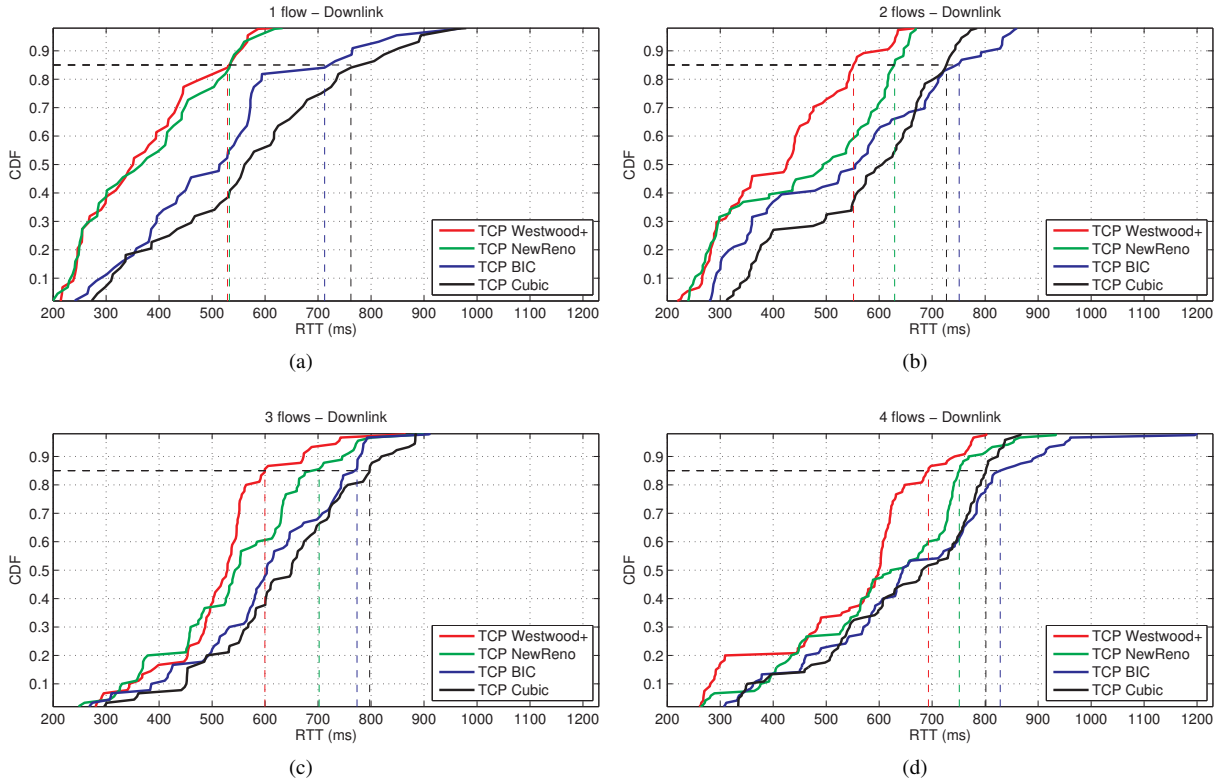 1 flow − Downlink
CDF
0.9
0.8
0.7
0.6
0.5
0.4
0.3
0.2
0.1
TCP Westwood+
TCP NewReno
TCP BIC
TCP Cubic
200 300 400 500 600 700 800 900 1000 1100 1200
RTT (ms)
(a)
2 flows − Downlink
CDF
0.9
0.8
0.7
0.6
0.5
0.4
0.3
0.2
0.1
TCP Westwood+
TCP NewReno
TCP BIC
TCP Cubic
200 300 400 500 600 700 800 900 1000 1100 1200
RTT (ms)
(b)
3 flows − Downlink
CDF
0.9
0.8
0.7
0.6
0.5
0.4
0.3
0.2
0.1
TCP Westwood+
TCP NewReno
TCP BIC
TCP Cubic
200 300 400 500 600 700 800 900 1000 1100 1200
RTT (ms)
(c)
4 flows − Downlink
CDF
0.9
0.8
0.7
0.6
0.5
0.4
0.3
0.2
0.1
TCP Westwood+
TCP NewReno
TCP BIC
TCP Cubic
200 300 400 500 600 700 800 900 1000 1100 1200
RTT (ms)
(d)